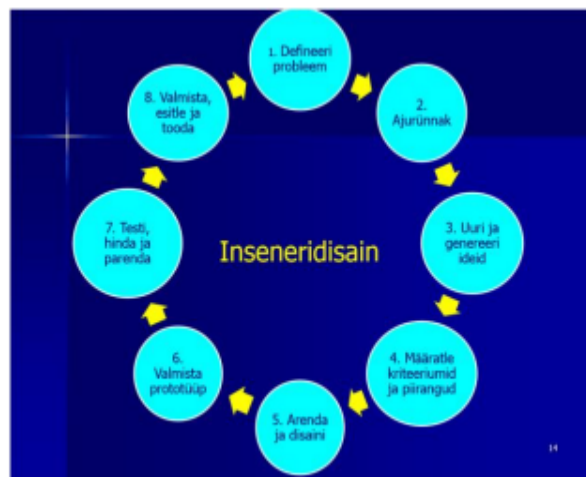 1. Defineeri
probleem
2.
Ajurünnak
3. Uuri ja
genereeri
ideid
4. Määratle
kriteeriumid
ja piirangud
5. Arenda
ja disaini
6.
Valmista
prototüüp
7. Testi,
hinda ja
parenda
8. Valmista,
esitle ja
tooda
Inseneridisain
14